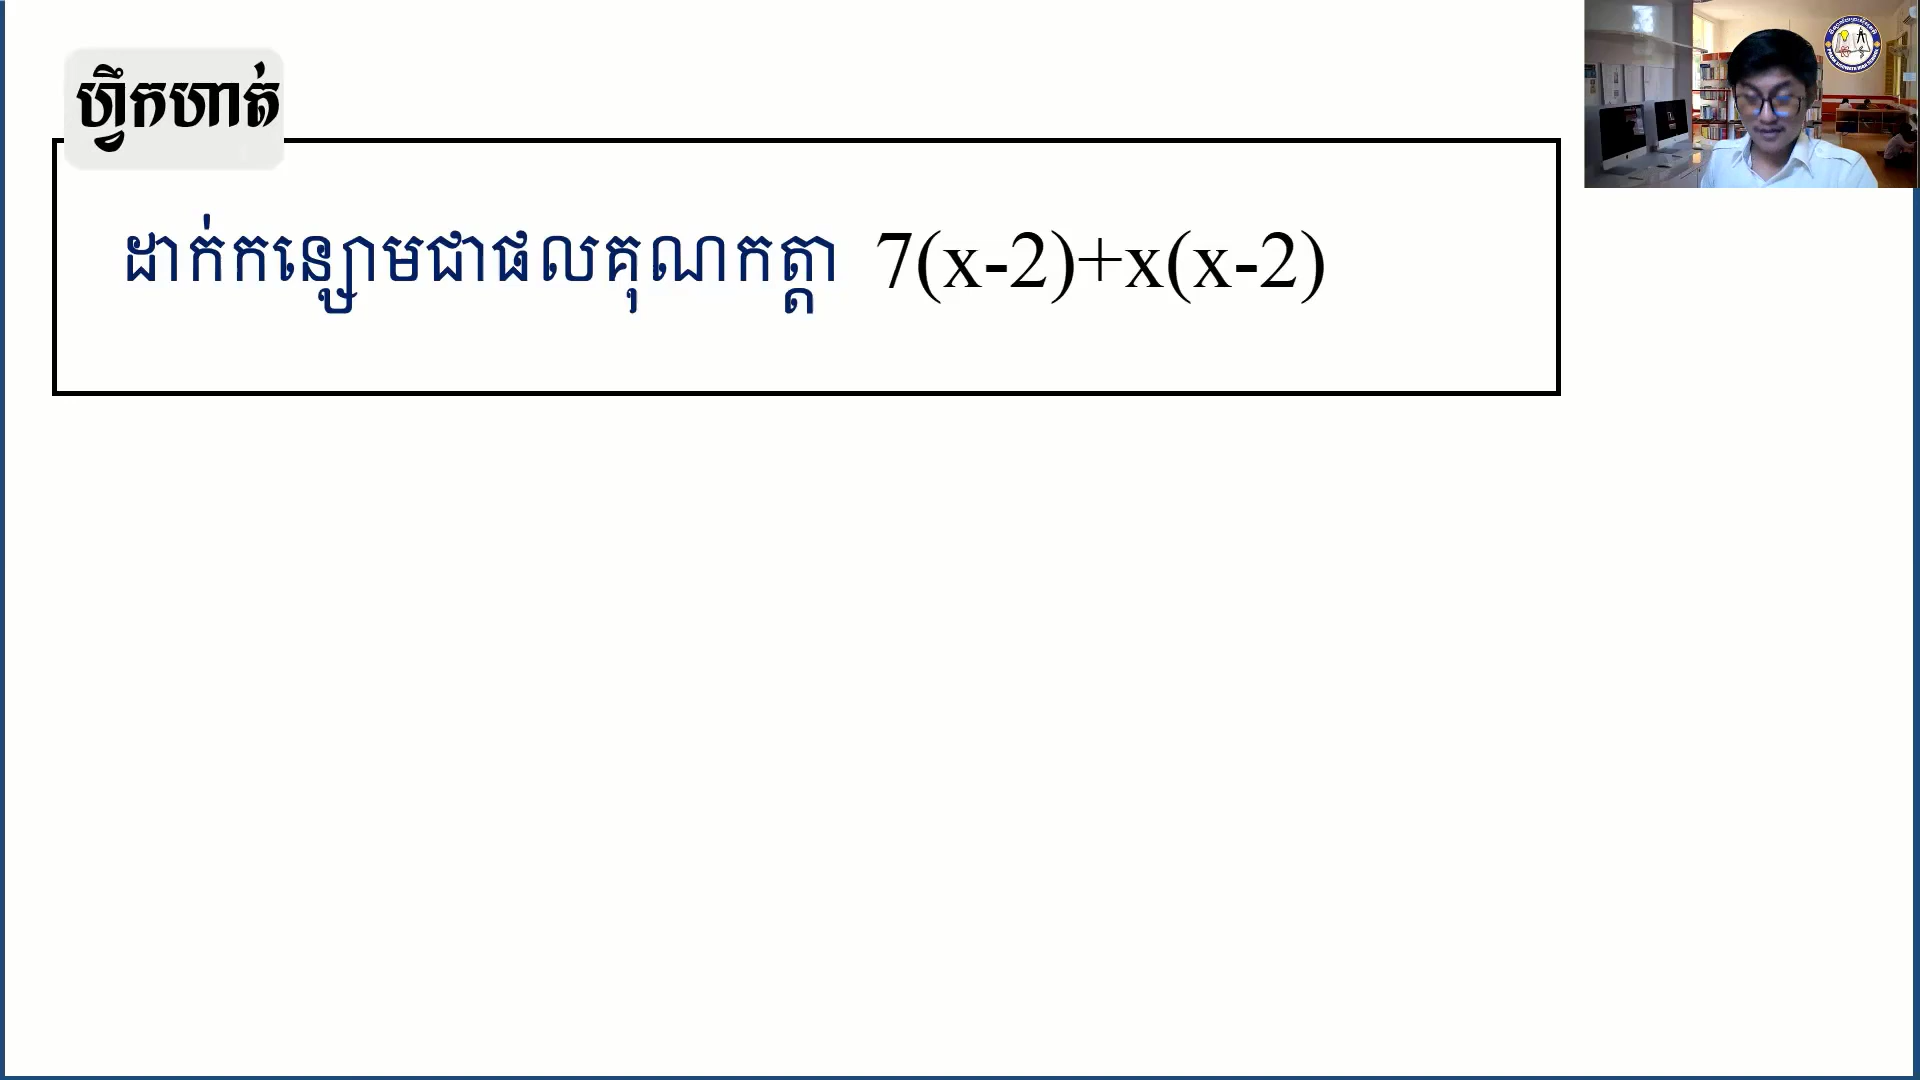 ហ្វឹកហាត់
ដាក់កន្សោមជាផលគុណកត្តា 7(x-2)+x(x-2)